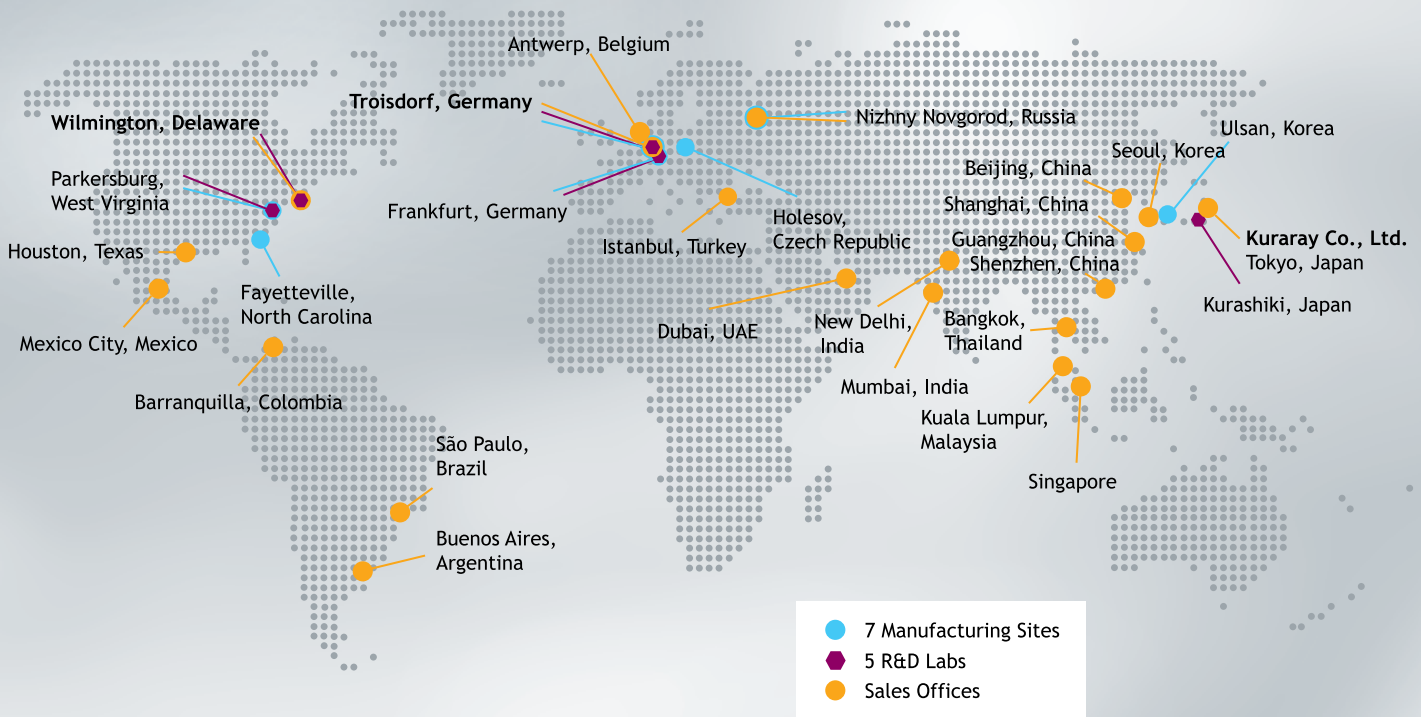 Antwerp, Belgium
Troisdorf, Germany
Nizhny Novgorod, Russia
Wilmington, Delaware
Ulsan, Korea
Seoul, Korea
Beijing, China
Parkersburg,
West Virginia
Shanghai, China
Frankfurt, Germany
Holesov,
Czech Republic
Istanbul, Turkey
Guangzhou, China
Shenzhen, China
Kuraray Co., Ltd.
Tokyo, Japan
Houston, Texas
Fayetteville,
North Carolina
Kurashiki, Japan
Dubai, UAE
New Delhi,
India
Bangkok,
Thailand
Mexico City, Mexico
Mumbai, India
Barranquilla, Colombia
Kuala Lumpur,
Malaysia
São Paulo,
Brazil
Singapore
Buenos Aires,
Argentina
7 Manufacturing Sites
5 R&D Labs
Sales Offices